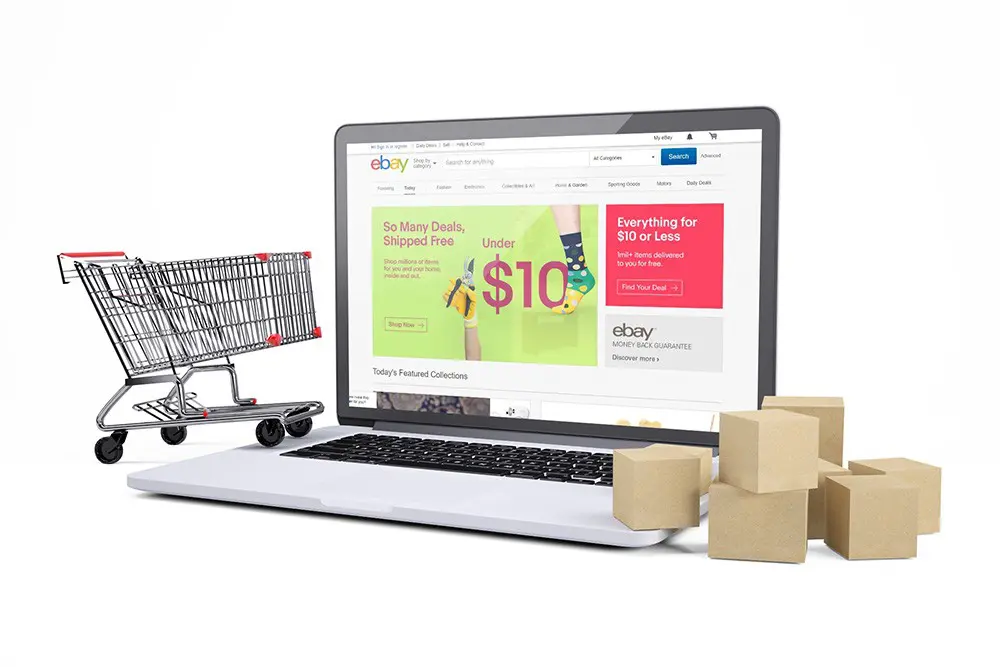 Hi! Sign in or register | Daily Deals | Sell | Help & Contact
My eBay
ebay
Shop by
category
Search for anything
All Categories
Search
Advanced
Following
Today
Fashion
Electronics
Collectibles & Art
Home & Garden
Sporting Goods
Motors
Daily Deals
So Many Deals,
Shipped Free
Shop millions of items
for you and your home,
inside and out.
Shop Now →
Under
$10
Everything for
$10 or Less
1mil+ items delivered
to you for free.
Find Your Deal →
ebay
MONEY BACK GUARANTEE
Discover more ›
Today's Featured Collections